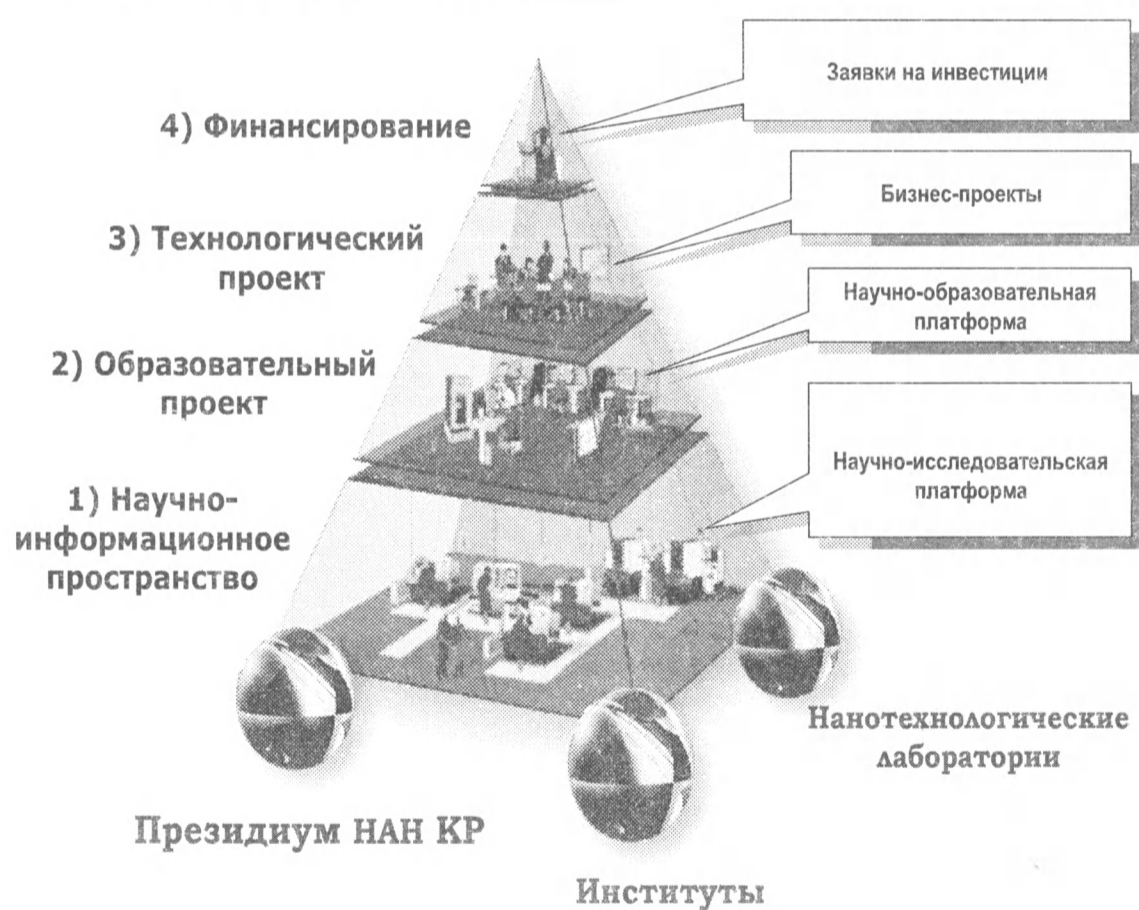 Заявки на инвестиции
4) Финансирование
Бизнес-проекты
3) Технологический
проект
Научно-образовательная
платформа
2) Образовательный
проект
Научно-исследовательская
платформа
1) Научно-
информационное
пространство
Нанотехнологические
лаборатории
Президиум НАН КР
Институты